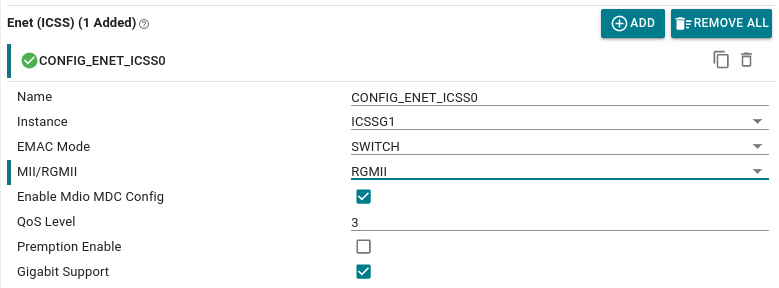 Enet (ICSS) (1 Added)
ADD
REMOVE ALL
CONFIG_ENET_ICSS0
Name CONFIG_ENET_ICSS0
Instance ICSSG1
EMAC Mode SWITCH
MII/RGMII RGMII
Enable Mdio MDC Config
QoS Level 3
Premption Enable
Gigabit Support